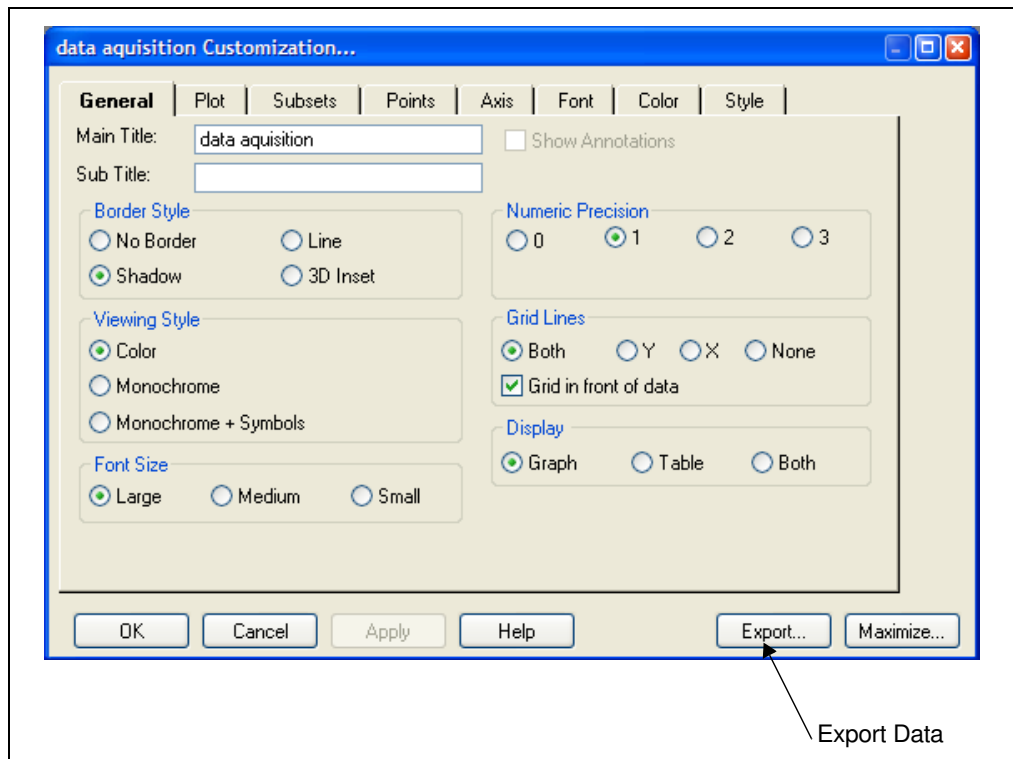 data aquisition Customization...
General Plot Subsets Points Axis Font Color Style
Main Title: data aquisition Show Annotations
Sub Title:
Border Style
No Border Line
Shadow 3D Inset
Numeric Precision
0 1 2 3
Viewing Style
Color
Monochrome
Monochrome + Symbols
Grid Lines
Both Y X None
Grid in front of data
Font Size
Large Medium Small
Display
Graph Table Both
OK Cancel Apply Help Export... Maximize...
Export Data